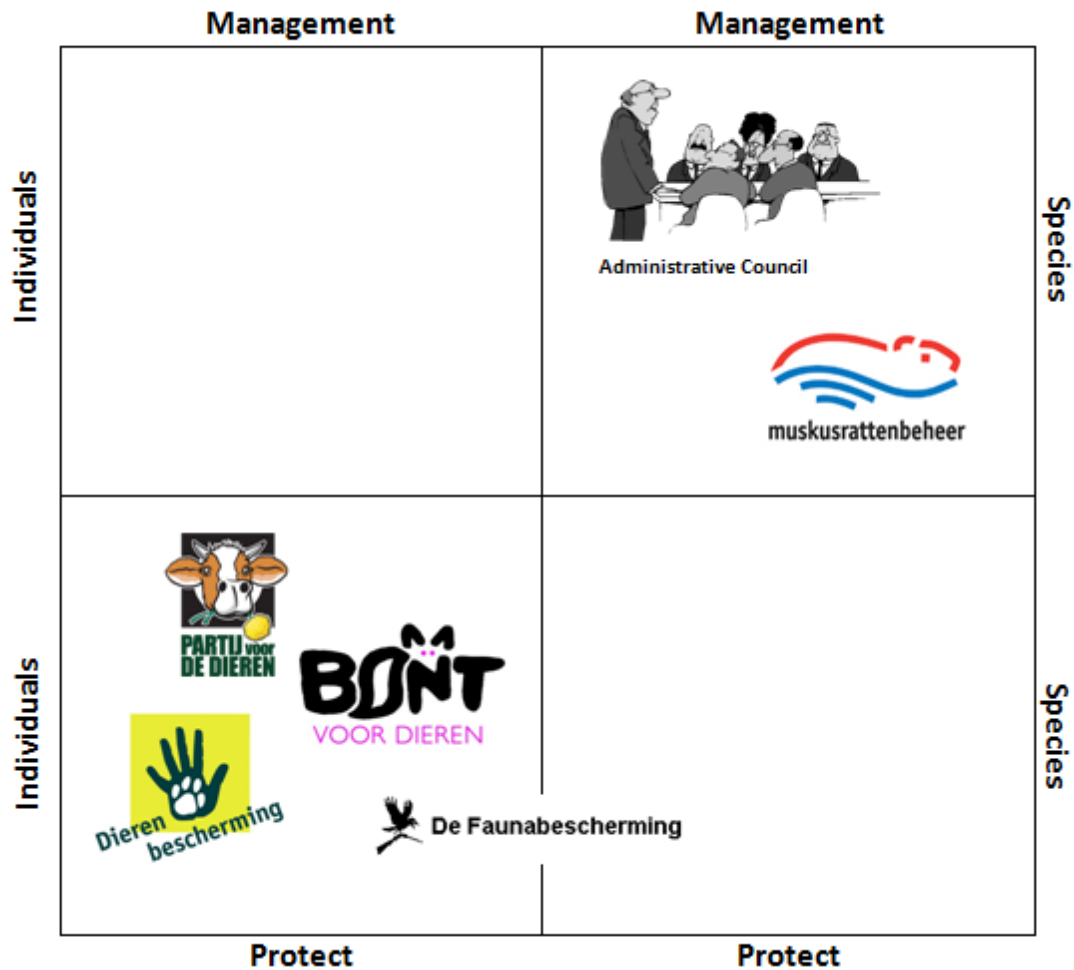 Management
Management
Individuals
Species
Administrative Council
muskusrattenbeheer
PARTIJ voor
DE DIEREN
BONT
VOOR DIEREN
Individuals
Species
Dieren
bescherming
De Faunabescherming
Protect
Protect